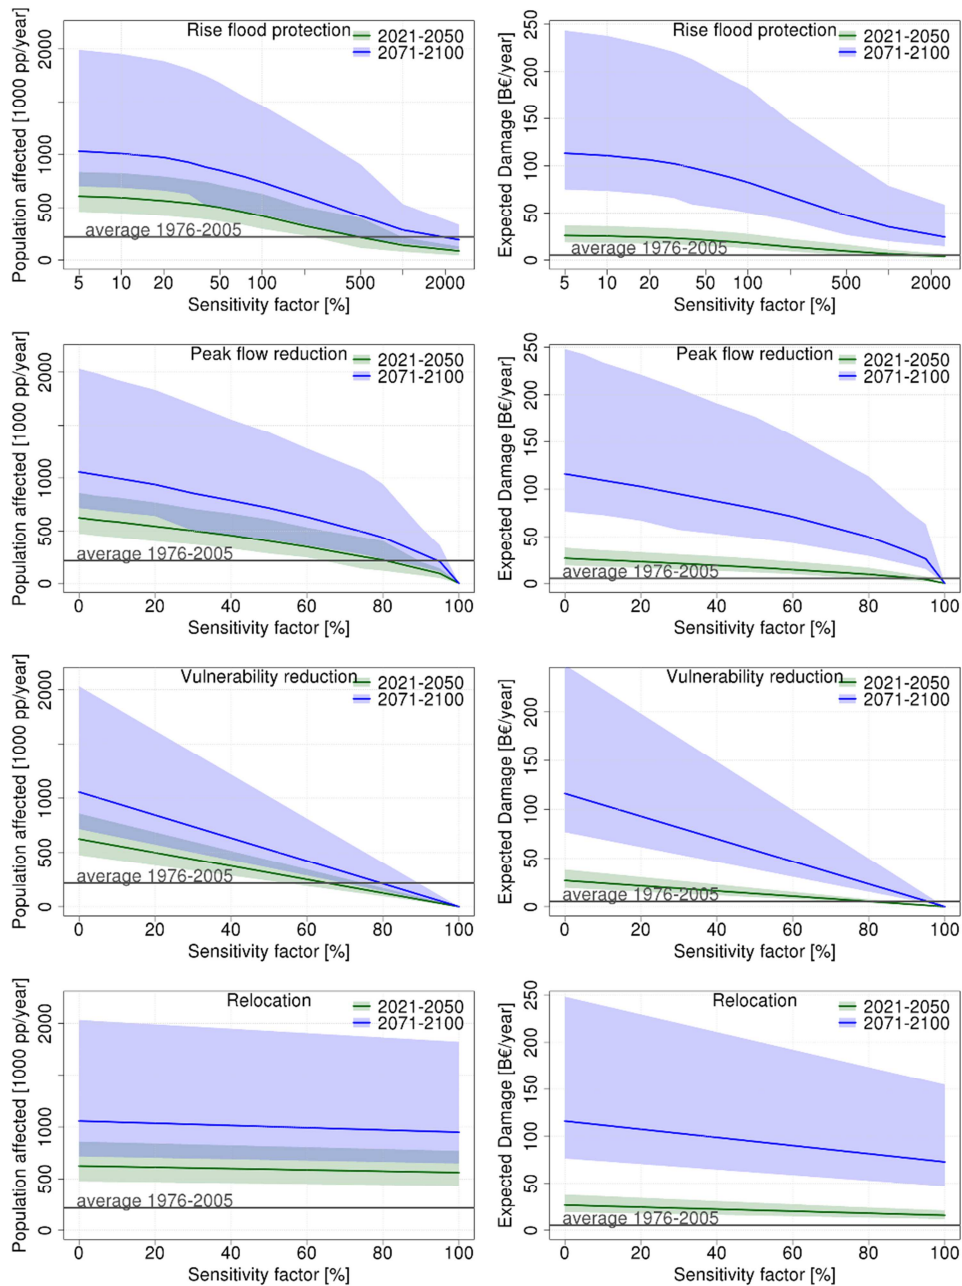 Rise flood protection
2021-2050
2071-2100
Population affected [1000 pp/year]
0 500 1000 2000
average 1976-2005
5 10 20 50 100 500 2000
Sensitivity factor [%]
Rise flood protection
2021-2050
2071-2100
Expected Damage [B€/year]
0 50 100 150 200 250
average 1976-2005
5 10 20 50 100 500 2000
Sensitivity factor [%]
Peak flow reduction
2021-2050
2071-2100
Population affected [1000 pp/year]
0 500 1000 2000
average 1976-2005
0 20 40 60 80 100
Sensitivity factor [%]
Peak flow reduction
2021-2050
2071-2100
Expected Damage [B€/year]
0 50 100 150 200 250
average 1976-2005
0 20 40 60 80 100
Sensitivity factor [%]
Vulnerability reduction
2021-2050
2071-2100
Population affected [1000 pp/year]
0 500 1000 2000
average 1976-2005
0 20 40 60 80 100
Sensitivity factor [%]
Vulnerability reduction
2021-2050
2071-2100
Expected Damage [B€/year]
0 50 100 150 200
average 1976-2005
0 20 40 60 80 100
Sensitivity factor [%]
Relocation
2021-2050
2071-2100
Population affected [1000 pp/year]
0 500 1000 2000
average 1976-2005
0 20 40 60 80 100
Sensitivity factor [%]
Relocation
2021-2050
2071-2100
Expected Damage [B€/year]
0 50 100 150 200 250
average 1976-2005
0 20 40 60 80 100
Sensitivity factor [%]